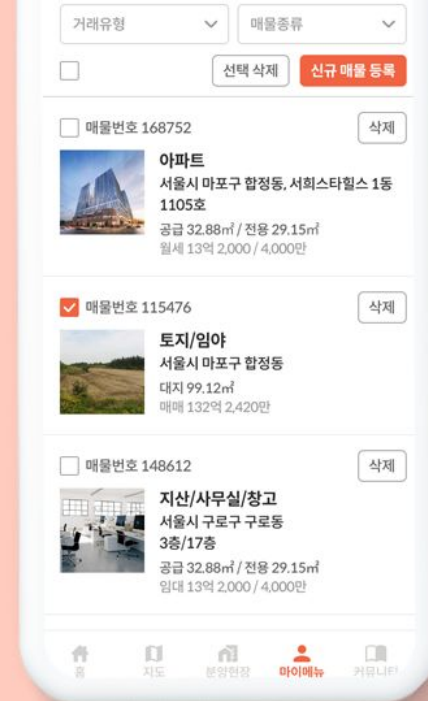 거래유형
매물종류
선택 삭제
신규 매물 등록
매물번호 168752
삭제
아파트
서울시 마포구 합정동, 서희스타힐스 1동
1105호
공급 32.88㎡ / 전용 29.15㎡
월세 13억 2,000 / 4,000만
매물번호 115476
삭제
토지/임야
서울시 마포구 합정동
대지 99.12㎡
매매 132억 2,420만
매물번호 148612
삭제
지산/사무실/창고
서울시 구로구 구로동
3층/17층
공급 32.88㎡ / 전용 29.15㎡
임대 13억 2,000 / 4,000만
홈
지도
분양현장
마이메뉴
커뮤니티